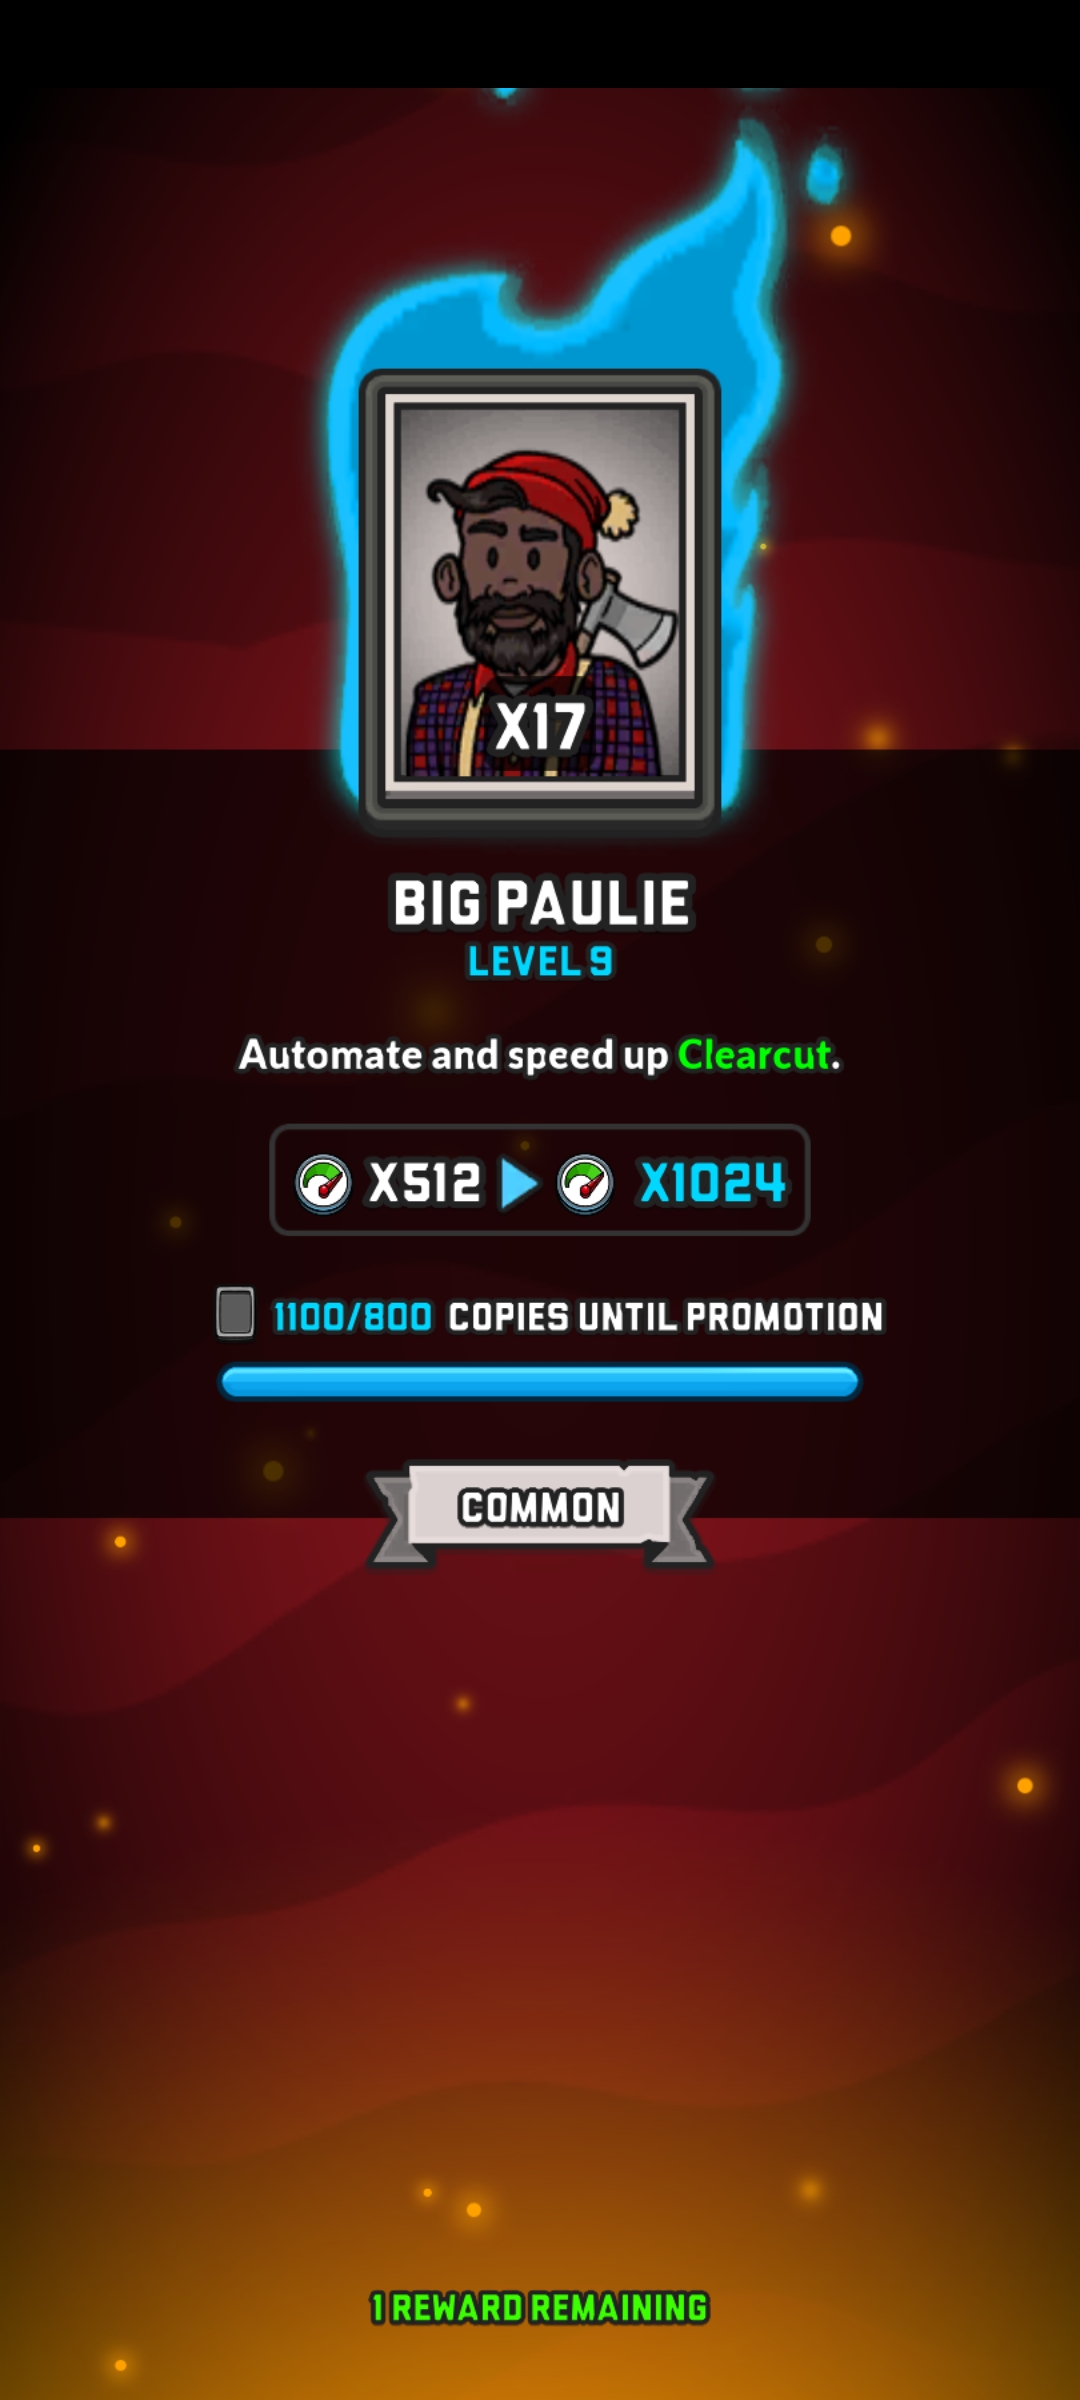 X17
BIG PAULIE
LEVEL 9
Automate and speed up Clearcut.
X512 X1024
1100/800 COPIES UNTIL PROMOTION
COMMON
1 REWARD REMAINING